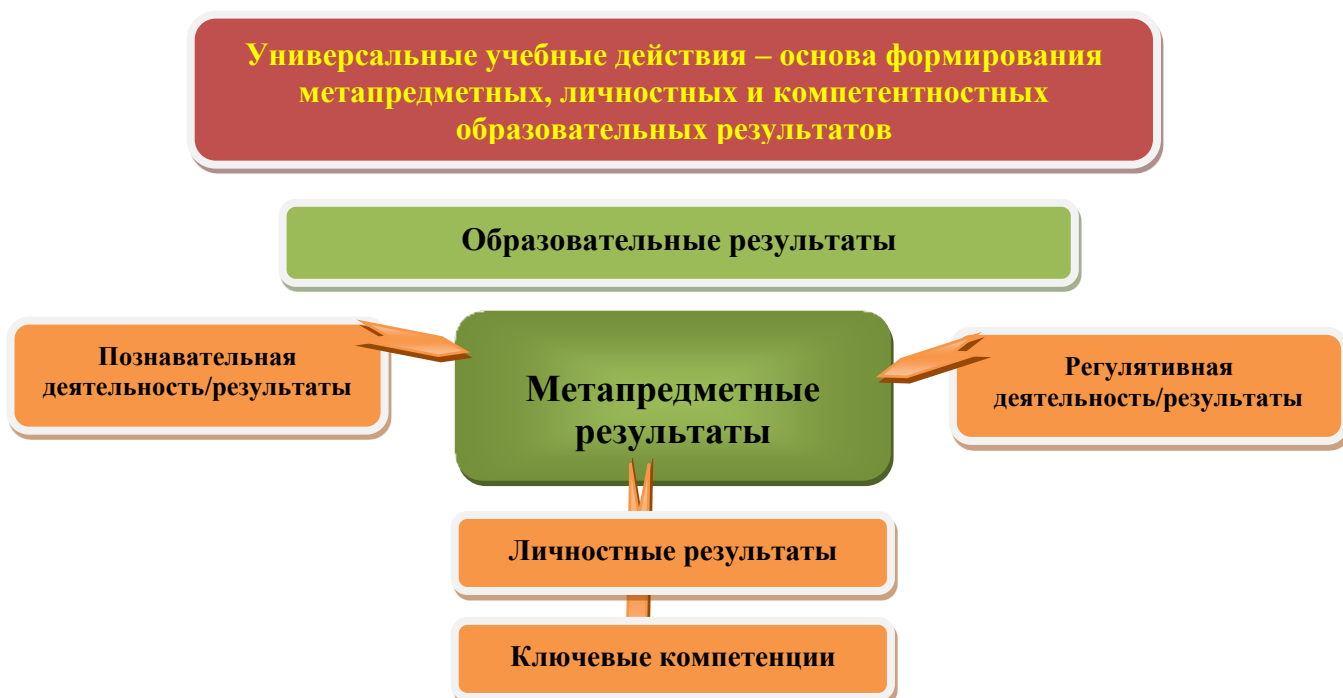 Универсальные учебные действия – основа формирования
метапредметных, личностных и компетентностных
образовательных результатов
Образовательные результаты
Познавательная
деятельность/результаты
Метапредметные
результаты
Регулятивная
деятельность/результаты
Личностные результаты
Ключевые компетенции